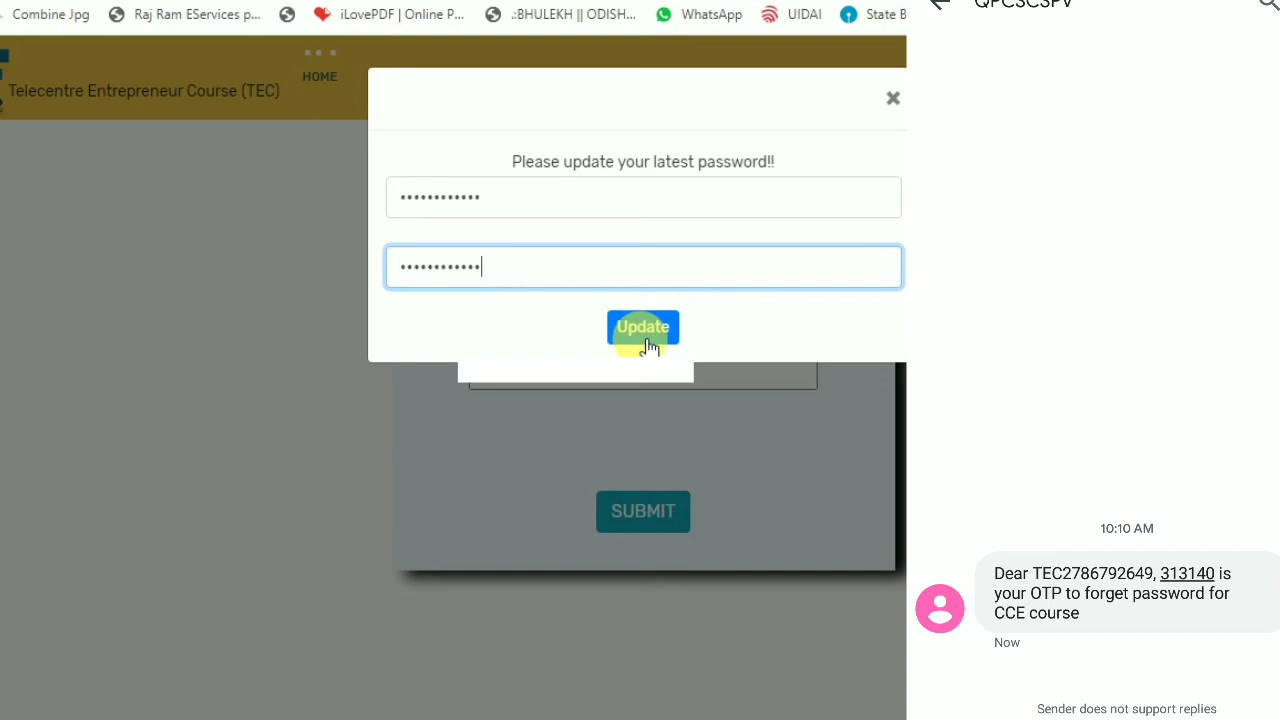 Combine Jpg Raj Ram EServices p... iLovePDF | Online P... .:BHULEKH || ODISH... WhatsApp UIDAI State B
Telecentre Entrepreneur Course (TEC)
HOME
Please update your latest password!!
Update
SUBMIT
QPCSCSPV
10:10 AM
Dear TEC2786792649, 313140 is
your OTP to forget password for
CCE course
Now
Sender does not support replies